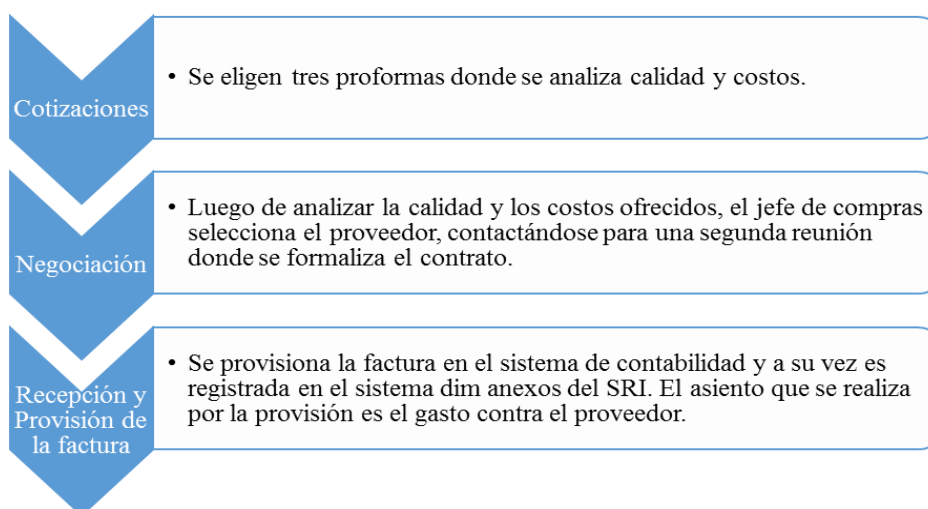 Cotizaciones
• Se eligen tres proformas donde se analiza calidad y costos.
Negociación
• Luego de analizar la calidad y los costos ofrecidos, el jefe de compras
selecciona el proveedor, contactándose para una segunda reunión
donde se formaliza el contrato.
Recepción y
Provisión de
la factura
• Se provisiona la factura en el sistema de contabilidad y a su vez es
registrada en el sistema dim anexos del SRI. El asiento que se realiza
por la provisión es el gasto contra el proveedor.